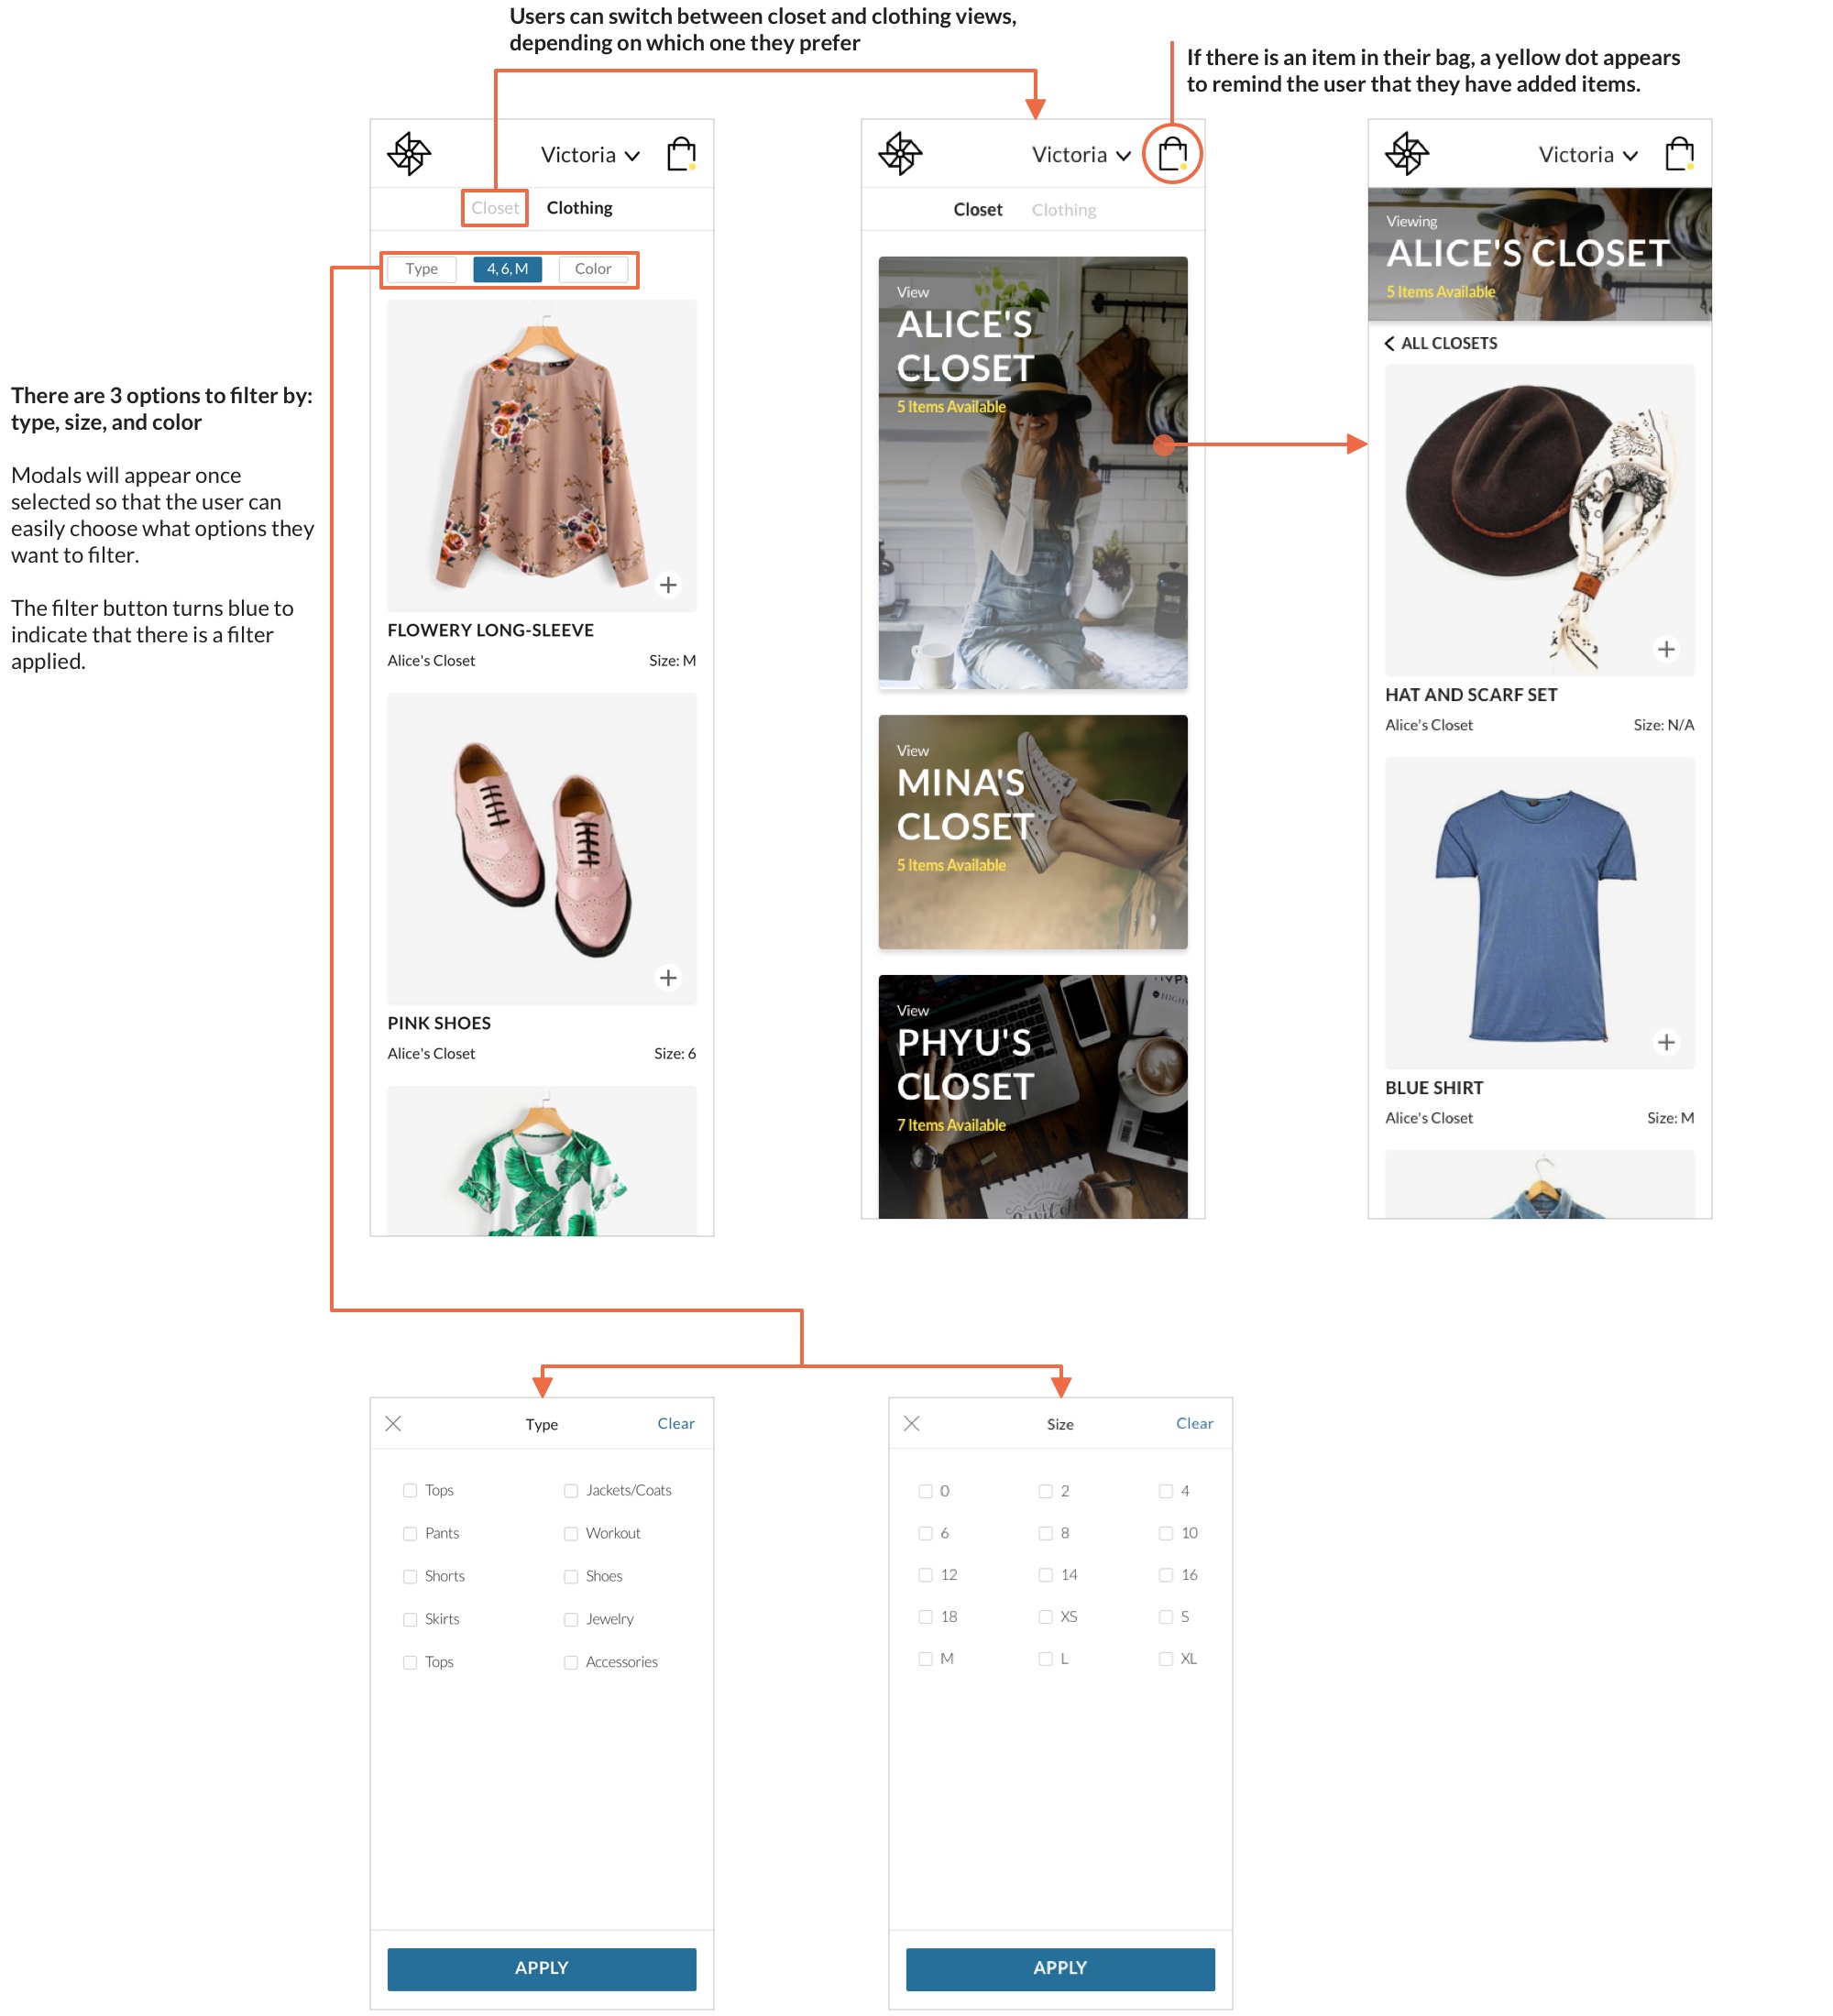 Users can switch between closet and clothing views,
depending on which one they prefer
If there is an item in their bag, a yellow dot appears
to remind the user that they have added items.
There are 3 options to filter by:
type, size, and color
Modals will appear once
selected so that the user can
easily choose what options they
want to filter.
The filter button turns blue to
indicate that there is a filter
applied.
Victoria
Closet Clothing
Type 4, 6, M Color
FLOWERY LONG-SLEEVE
Alice's Closet Size: M
PINK SHOES
Alice's Closet Size: 6
Victoria
Closet Clothing
View
ALICE'S
CLOSET
5 Items Available
View
MINA'S
CLOSET
5 Items Available
View
PHYU'S
CLOSET
7 Items Available
Victoria
Viewing
ALICE'S CLOSET
5 Items Available
ALL CLOSETS
HAT AND SCARF SET
Alice's Closet Size: N/A
BLUE SHIRT
Alice's Closet Size: M
Type Clear
Tops Jackets/Coats
Pants Workout
Shorts Shoes
Skirts Jewelry
Tops Accessories
APPLY
Size Clear
0 2 4
6 8 10
12 14 16
18 XS S
M L XL
APPLY